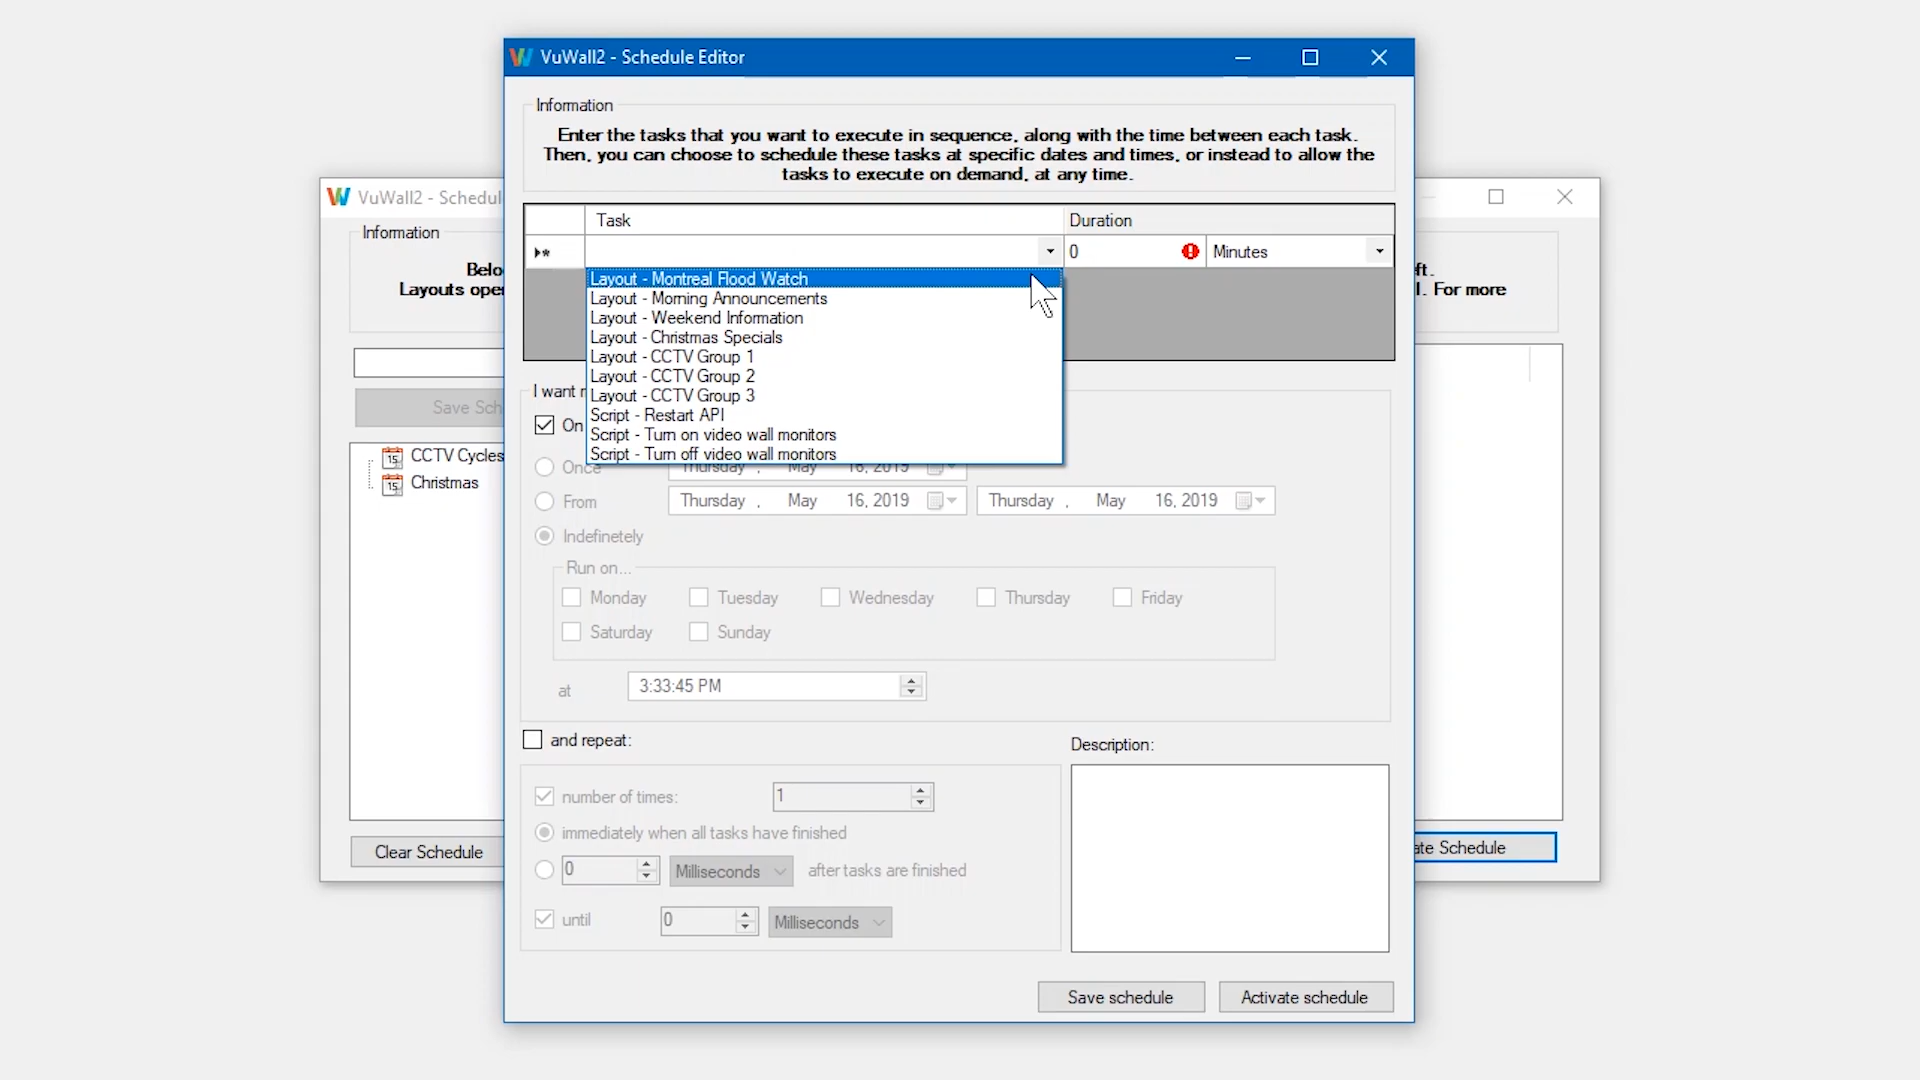 VuWall2 - Schedule Editor
Information
Enter the tasks that you want to execute in sequence, along with the time between each task.
Then, you can choose to schedule these tasks at specific dates and times, or instead to allow the
tasks to execute on demand, at any time.
Task Duration
0 Minutes
Layout - Montreal Flood Watch
Layout - Morning Announcements
Layout - Weekend Information
Layout - Christmas Specials
Layout - CCTV Group 1
Layout - CCTV Group 2
Layout - CCTV Group 3
Script - Restart API
Script - Turn on video wall monitors
Script - Turn off video wall monitors
I want
On
Once Thursday , May 16, 2019
From Thursday , May 16, 2019 Thursday , May 16, 2019
Indefinetely
Run on...
Monday Tuesday Wednesday Thursday Friday
Saturday Sunday
at 3:33:45 PM
and repeat:
number of times: 1
immediately when all tasks have finished
0 Milliseconds after tasks are finished
until 0 Milliseconds
Description:
Save schedule Activate schedule
VuWall2 - Schedul
Information
Belo
Layouts ope
ft.
l. For more
Save Sch
15 CCTV Cycles
15 Christmas
Clear Schedule
ate Schedule